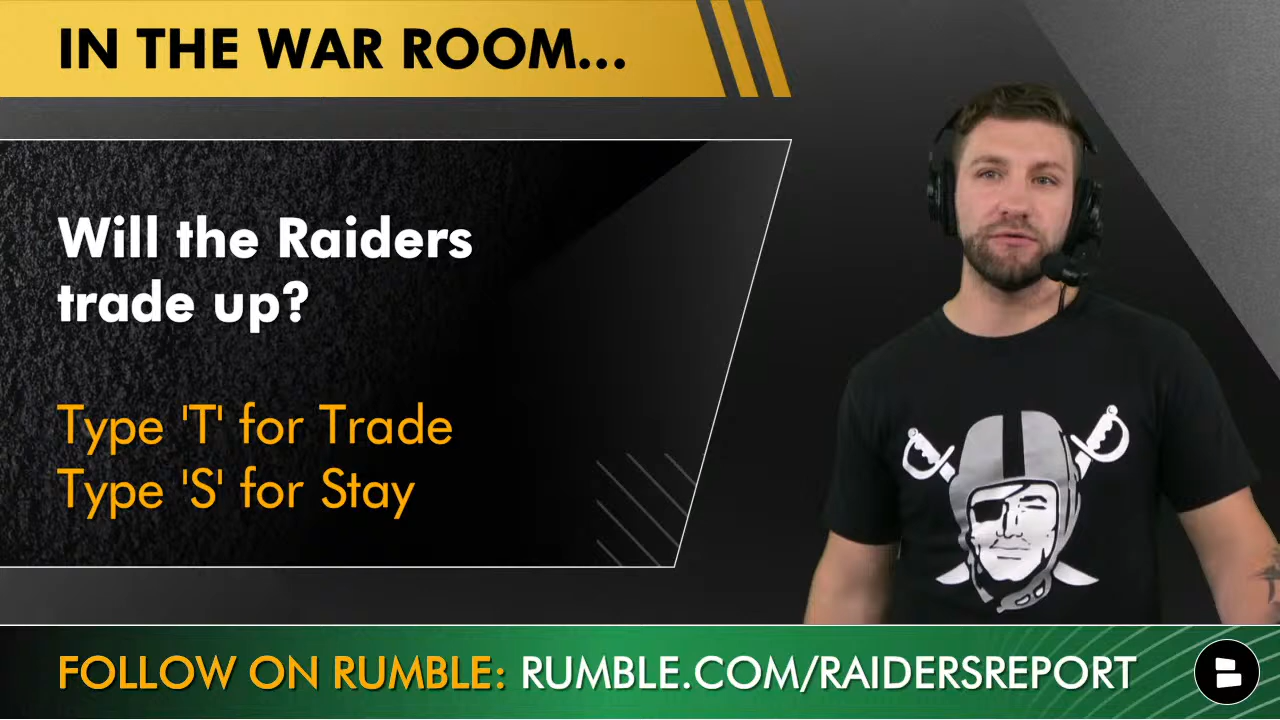 IN THE WAR ROOM...
Will the Raiders
trade up?
Type 'T' for Trade
Type 'S' for Stay
FOLLOW ON RUMBLE: RUMBLE.COM/RAIDERSREPORT